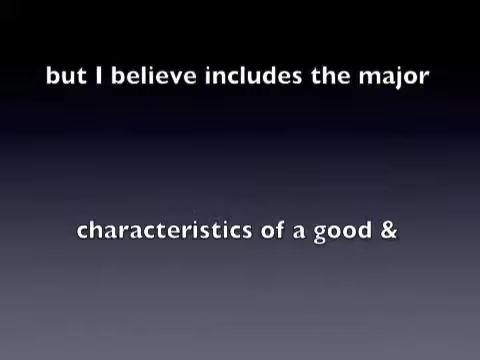 but I believe includes the major
characteristics of a good &